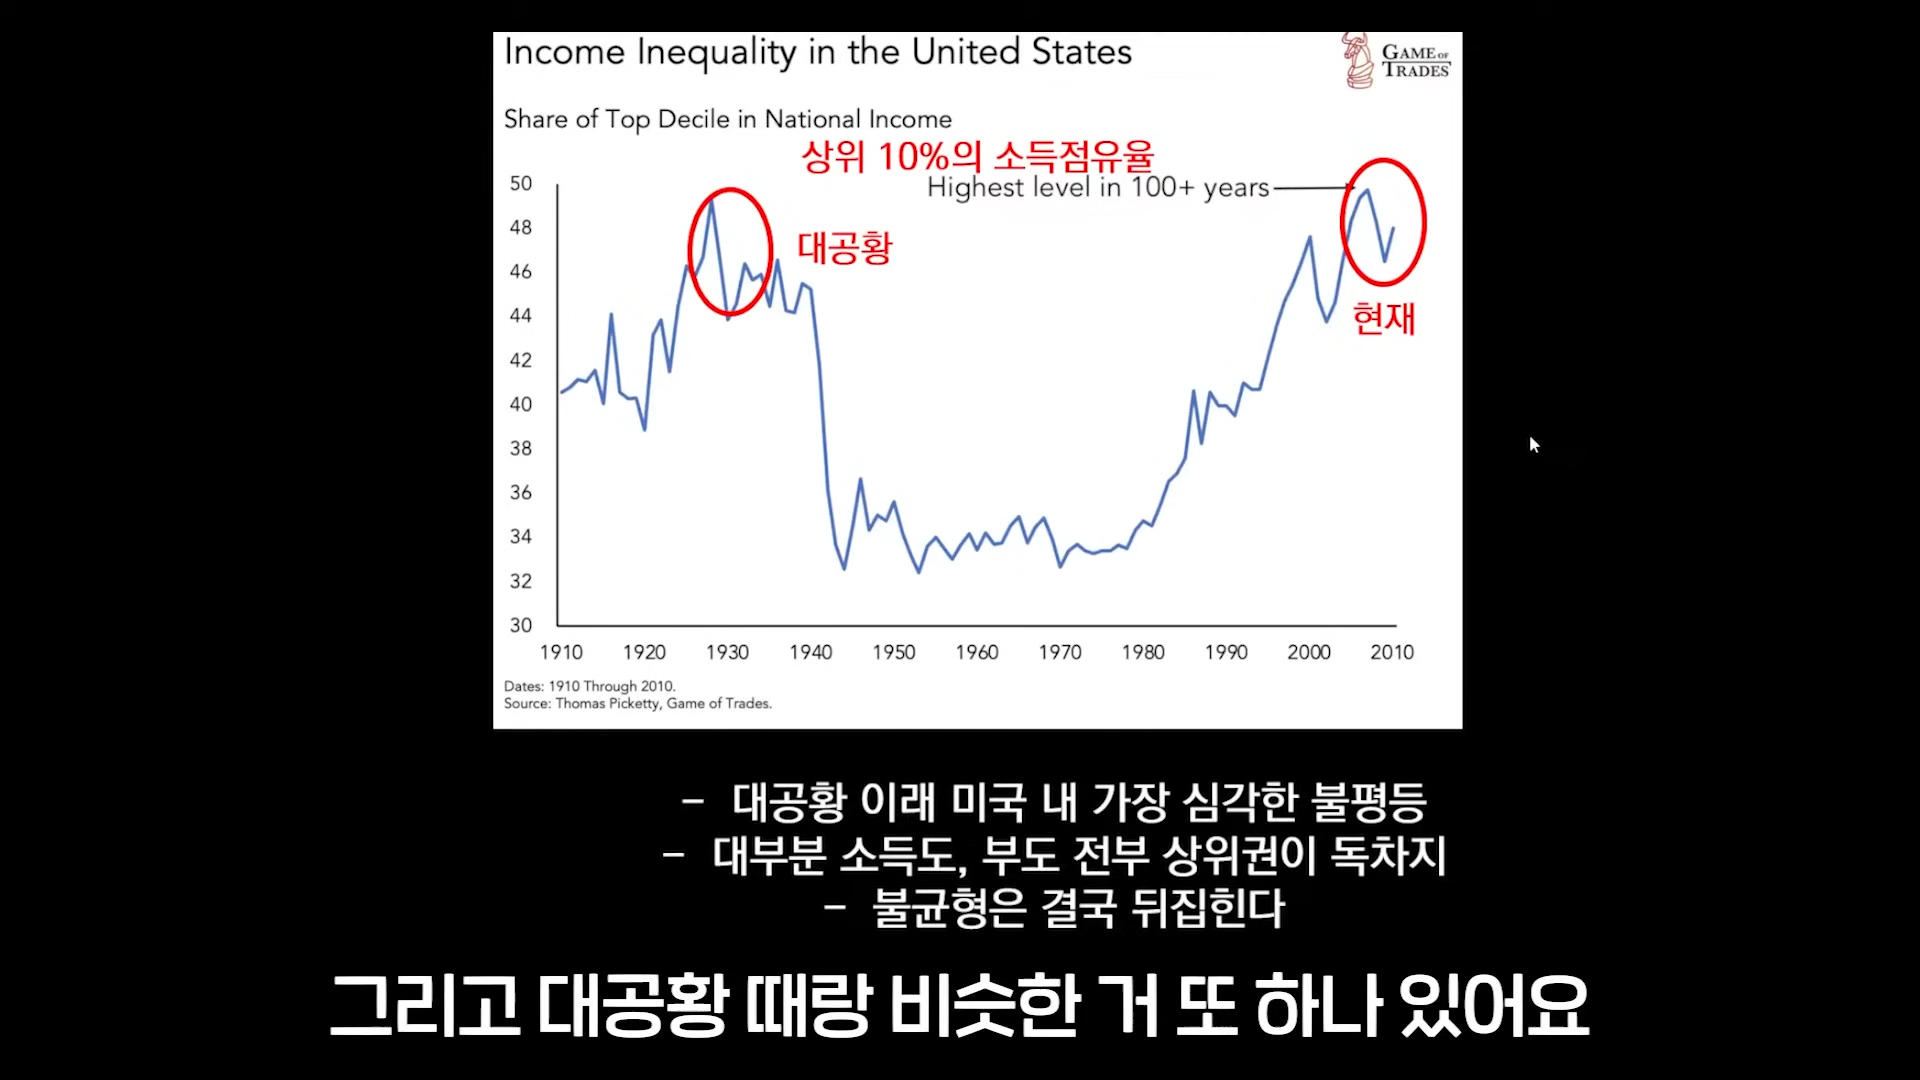 Income Inequality in the United States
GAME OF
TRADES
Share of Top Decile in National Income
상위 10%의 소득점유율
Highest level in 100+ years
대공황
현재
50
48
46
44
42
40
38
36
34
32
30
1910 1920 1930 1940 1950 1960 1970 1980 1990 2000 2010
Dates: 1910 Through 2010.
Source: Thomas Picketty, Game of Trades.
- 대공황 이래 미국 내 가장 심각한 불평등
- 대부분 소득도, 부도 전부 상위권이 독차지
- 불균형은 결국 뒤집힌다
그리고 대공황 때랑 비슷한 거 또 하나 있어요